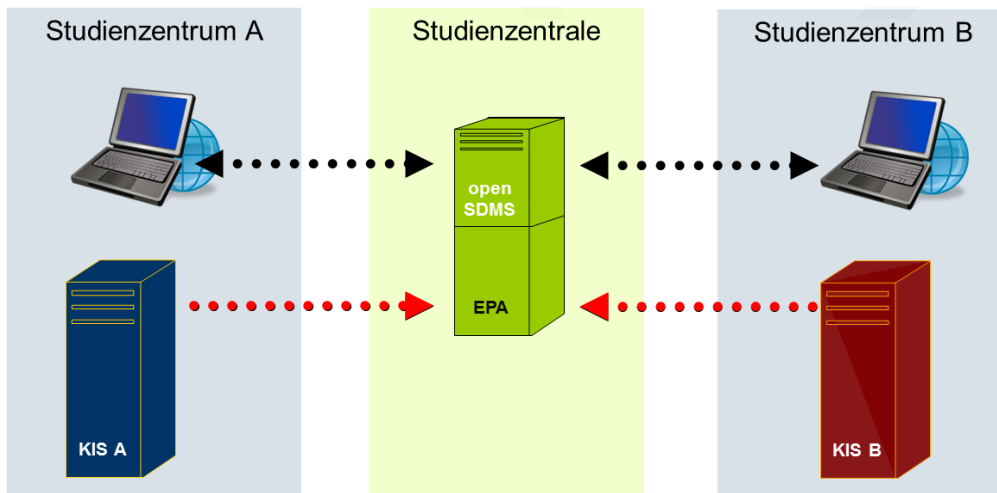 Studienzentrum A
Studienzentrale
Studienzentrum B
open
SDMS
EPA
KIS A
KIS B